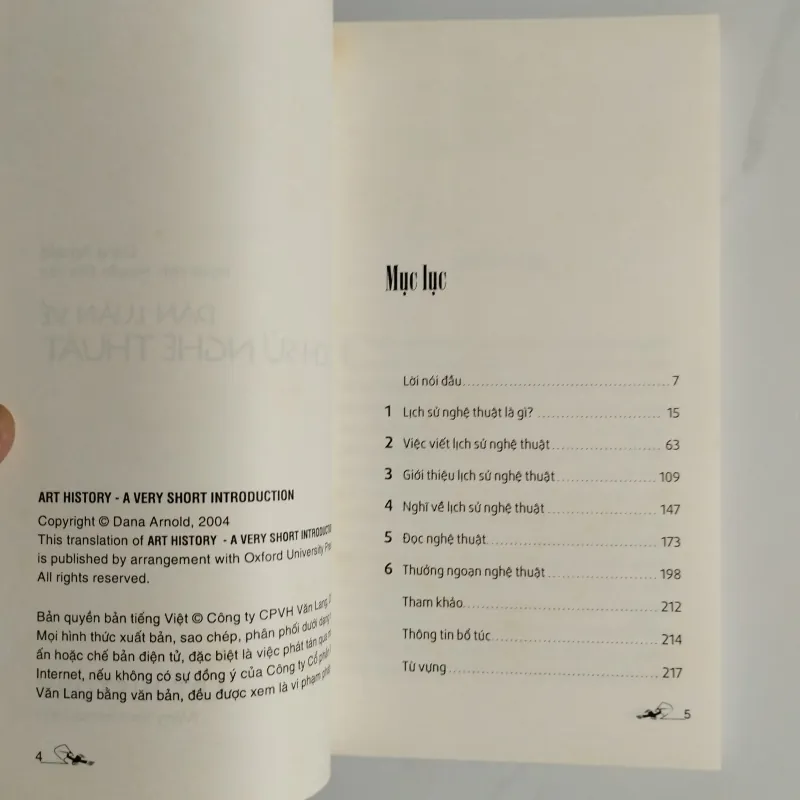 ART HISTORY - A VERY SHORT INTRODUCTION
Copyright © Dana Arnold, 2004
This translation of ART HISTORY - A VERY SHORT INTRODUCTION
is published by arrangement with Oxford University
All rights reserved.
Bản quyền bản tiếng Việt © Công ty CPVH Văn Lang,
Mọi hình thức xuất bản, sao chép, phân phối dưới dạng
ấn hoặc chế bản điện tử, đặc biệt là việc phát tán qua
Internet, nếu không có sự đồng ý của Công ty Cổ
Văn Lang bằng văn bản, đều được xem là vi phạm
4
Mục lục
Lời nói đầu 7
1 Lịch sử nghệ thuật là gì? 15
2 Việc viết lịch sử nghệ thuật 63
3 Giới thiệu lịch sử nghệ thuật 109
4 Nghĩ về lịch sử nghệ thuật 147
5 Đọc nghệ thuật 173
6 Thưởng ngoạn nghệ thuật 198
Tham khảo 212
Thông tin bổ túc 214
Từ vựng 217
5